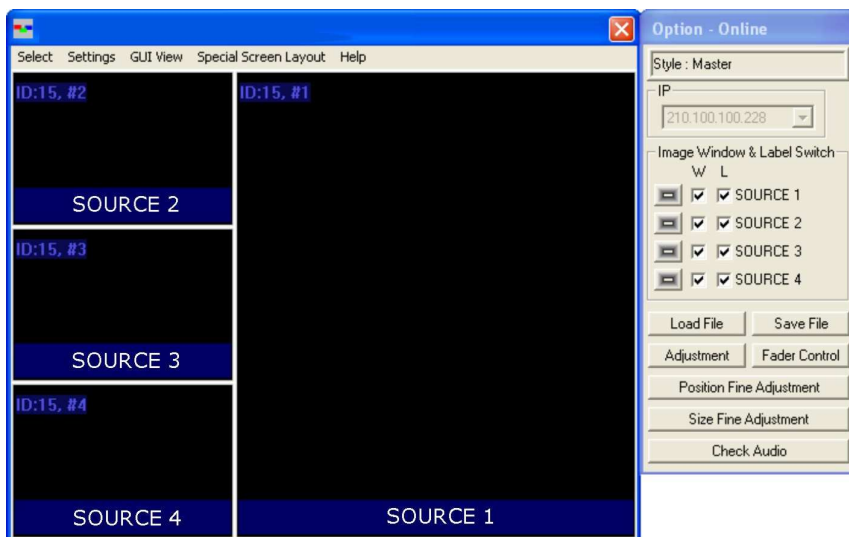 Select Settings GUI View Special Screen Layout Help
ID:15, #2
SOURCE 2
ID:15, #3
SOURCE 3
ID:15, #4
SOURCE 4
ID:15, #1
SOURCE 1
Option - Online
Style : Master
IP
210.100.100.228
Image Window & Label Switch
W L
SOURCE 1
SOURCE 2
SOURCE 3
SOURCE 4
Load File Save File
Adjustment Fader Control
Position Fine Adjustment
Size Fine Adjustment
Check Audio